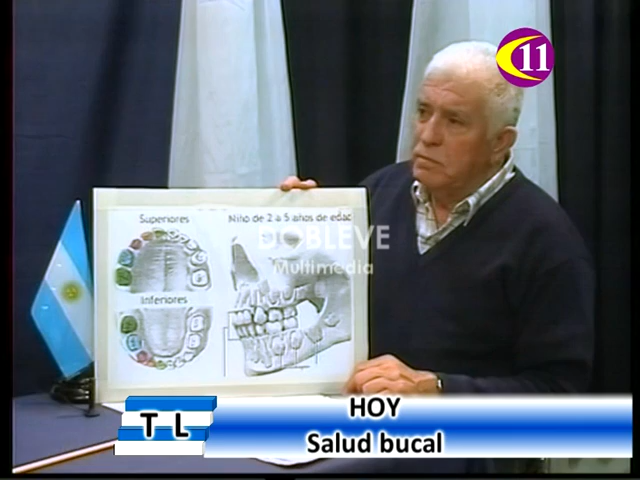 11
Superiores
Niño de 2 a 5 años de edad
DOBLEVE
Multimedia
Inferiores
HOY
T L
Salud bucal